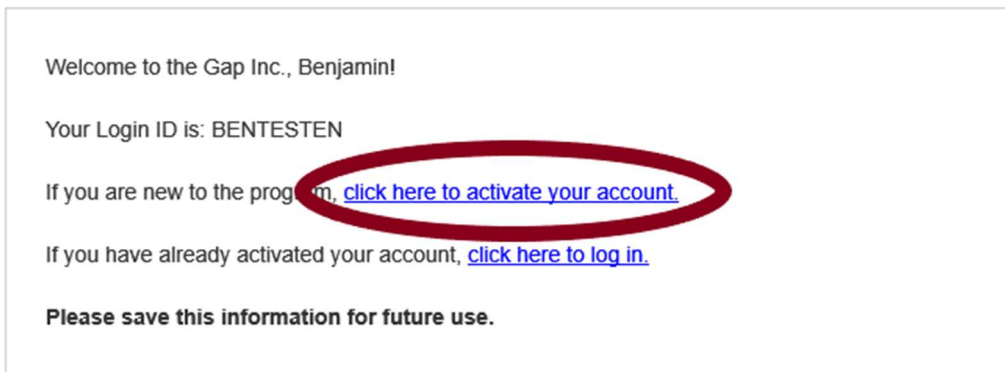 Welcome to the Gap Inc., Benjamin!
Your Login ID is: BENTESTEN
If you are new to the program, click here to activate your account.
If you have already activated your account, click here to log in.
Please save this information for future use.